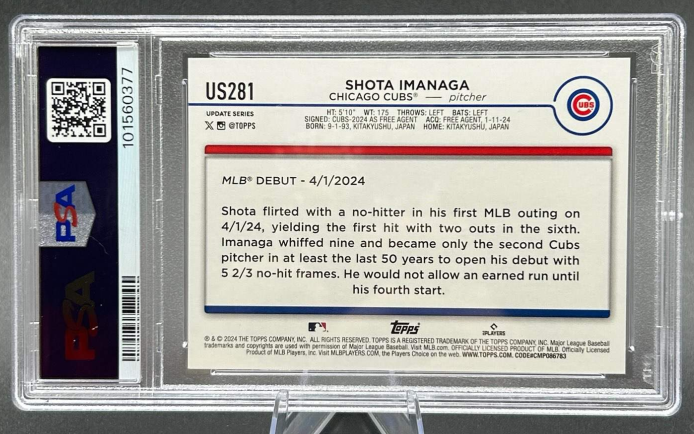 US281
SHOTA IMANAGA
CHICAGO CUBS® — pitcher
UPDATE SERIES
@TOPPS
HT: 5'10" WT: 175 THROWS: LEFT BATS: LEFT
SIGNED: CUBS-2024 AS FREE AGENT ACQ: FREE AGENT, 1-11-24
BORN: 9-1-93, KITAKYUSHU, JAPAN HOME: KITAKYUSHU, JAPAN
CUBS
MLB® DEBUT - 4/1/2024
Shota flirted with a no-hitter in his first MLB outing on
4/1/24, yielding the first hit with two outs in the sixth.
Imanaga whiffed nine and became only the second Cubs
pitcher in at least the last 50 years to open his debut with
5 2/3 no-hit frames. He would not allow an earned run until
his fourth start.
Topps
PLAYERS
® & © 2024 THE TOPPS COMPANY, INC. ALL RIGHTS RESERVED. TOPPS IS A REGISTERED TRADEMARK OF THE TOPPS COMPANY, INC. Major League Baseball
trademarks and copyrights are used with permission of Major League Baseball. Visit MLB.com. OFFICIALLY LICENSED PRODUCT OF MLB. Officially Licensed
Product of MLB Players, Inc. Visit MLBPLAYERS.COM, the Players Choice on the web. WWW.TOPPS.COM. CODE#CMP086783
101560377
PSA
PSA